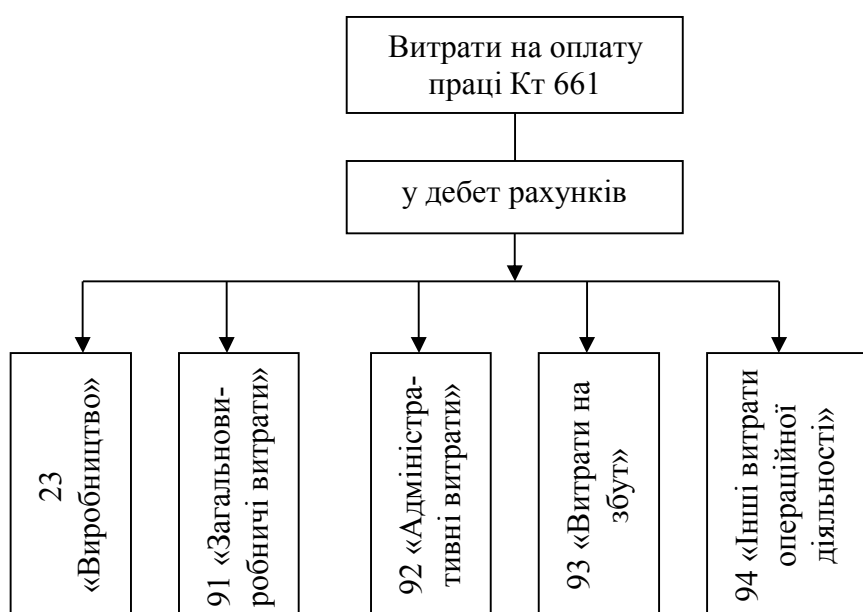 Витрати на оплату
праці Кт 661
у дебет рахунків
23
«Виробництво»
91 «Загальнови-
робничі витрати»
92 «Адміністра-
тивні витрати»
93 «Витрати на
збут»
94 «Інші витрати
операційної
діяльності»